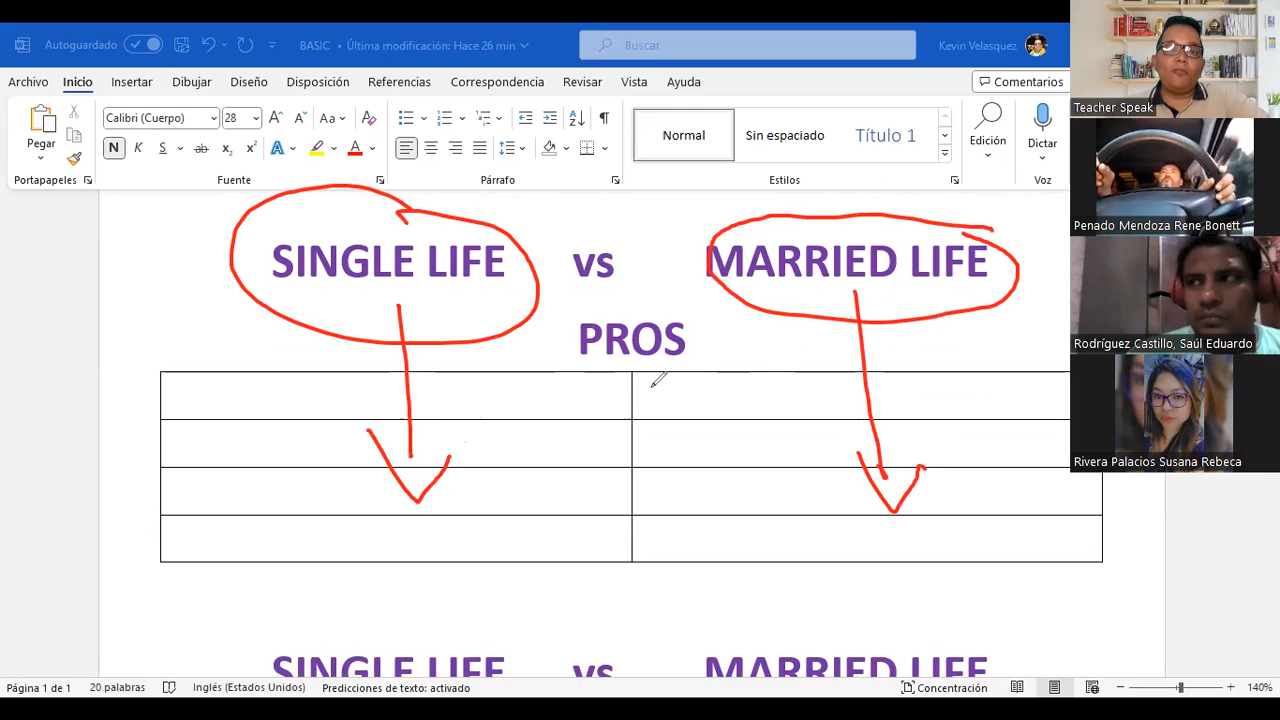 Autoguardado
BASIC • Última modificación: Hace 26 min
Buscar
Kevin Velasquez
Archivo Inicio Insertar Dibujar Diseño Disposición Referencias Correspondencia Revisar Vista Ayuda
Comentarios
Pegar
Portapapeles
Calibri (Cuerpo) 28
Aa
N K S ab x₂ x² A A
Fuente
Párrafo
Normal
Sin espaciado
Título 1
Estilos
Edición
Dictar
Voz
SINGLE LIFE vs MARRIED LIFE
PROS
SINGLE LIFE vs MARRIED LIFE
Teacher Speak
Penado Mendoza Rene Bonett
Rodríguez Castillo, Saúl Eduardo
Rivera Palacios Susana Rebeca
Página 1 de 1 20 palabras Inglés (Estados Unidos) Predicciones de texto: activado Concentración 140%